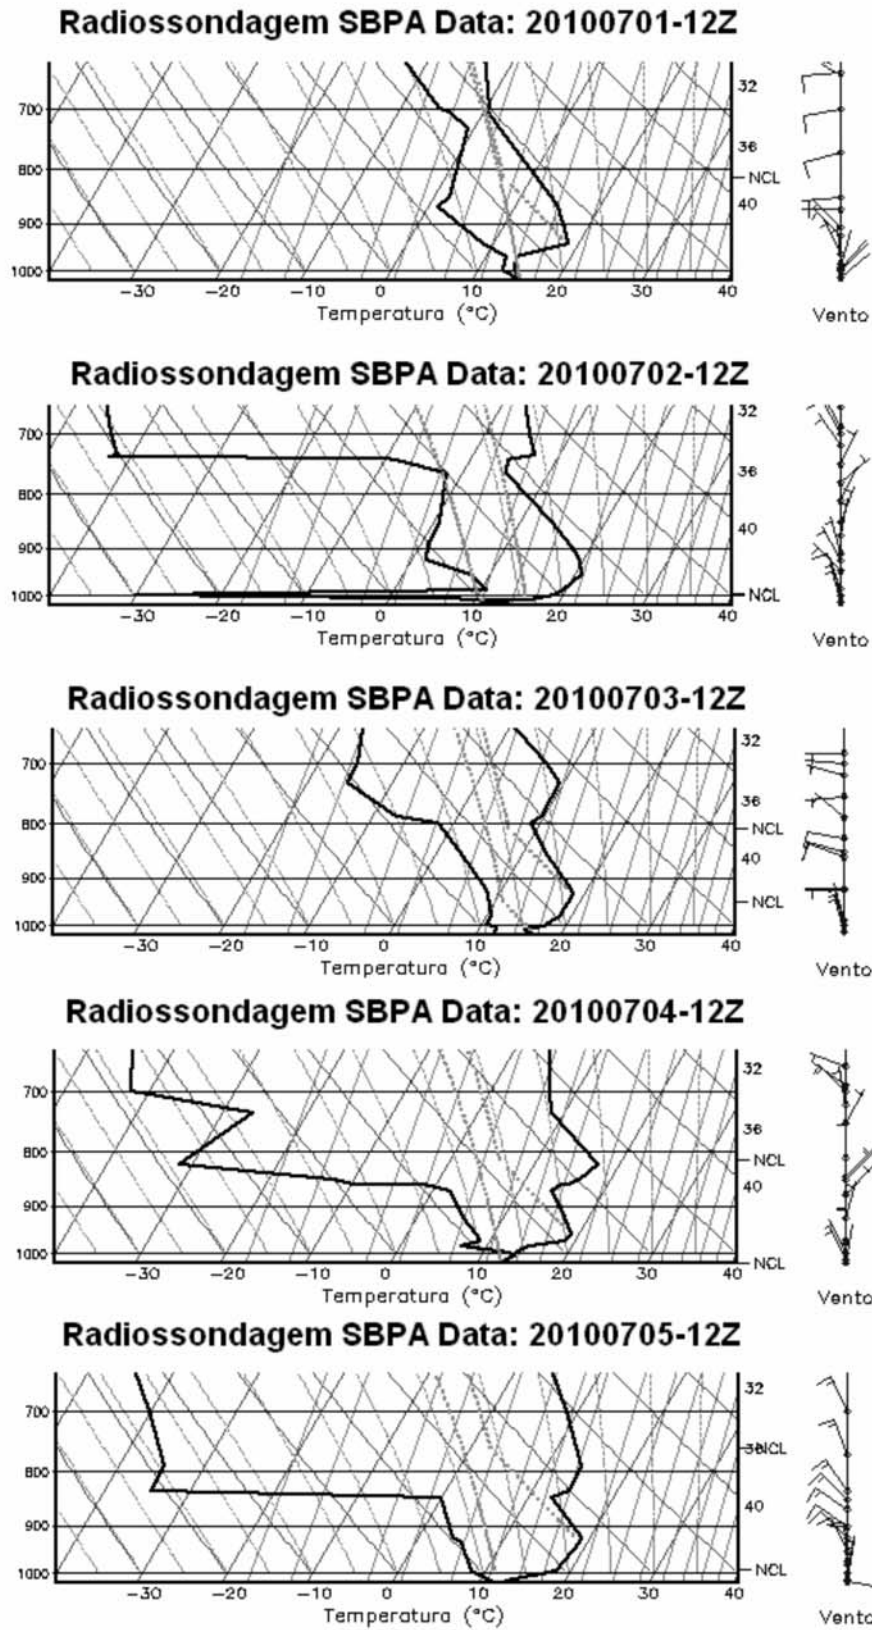 Radiossondagem SBPA Data: 20100701-12Z
32
700
36
800
NCL
40
900
1000
−30 −20 −10 0 10 20 30 40
Temperatura (°C)
Vento
Radiossondagem SBPA Data: 20100702-12Z
32
700
36
800
40
900
1000
NCL
−30 −20 −10 0 10 20 30 40
Temperatura (°C)
Vento
Radiossondagem SBPA Data: 20100703-12Z
32
700
36
800
NCL
40
900
NCL
1000
−30 −20 −10 0 10 20 30 40
Temperatura (°C)
Vento
Radiossondagem SBPA Data: 20100704-12Z
32
700
36
800
NCL
40
900
1000
NCL
−30 −20 −10 0 10 20 30 40
Temperatura (°C)
Vento
Radiossondagem SBPA Data: 20100705-12Z
32
700
NCL
800
40
900
1000
NCL
−30 −20 −10 0 10 20 30 40
Temperatura (°C)
Vento